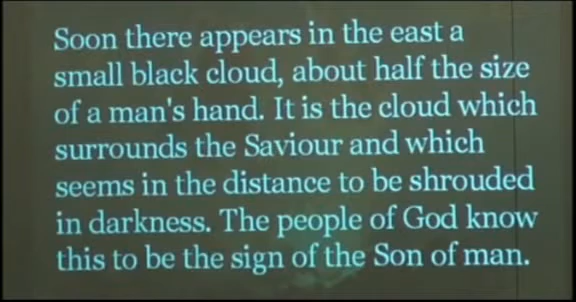 Soon there appears in the east a
small black cloud, about half the size
of a man's hand. It is the cloud which
surrounds the Saviour and which
seems in the distance to be shrouded
in darkness. The people of God know
this to be the sign of the Son of man.